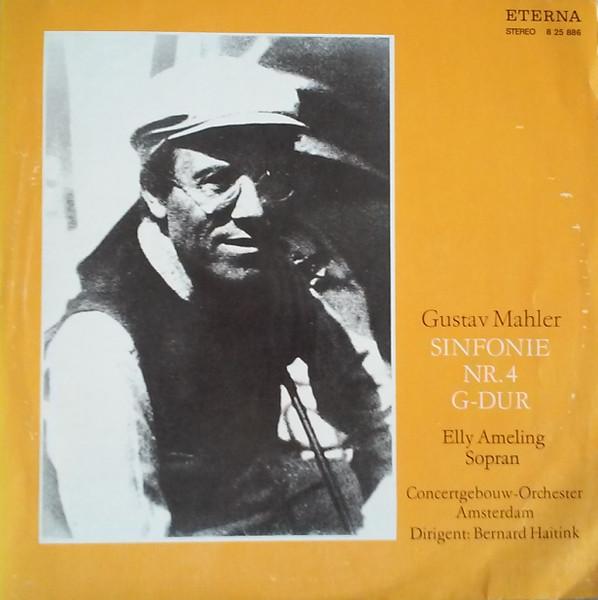 ETERNA
STEREO 8 25 886
Gustav Mahler
SINFONIE
NR. 4
G-DUR
Elly Ameling
Sopran
Concertgebouw-Orchester
Amsterdam
Dirigent: Bernard Haitink